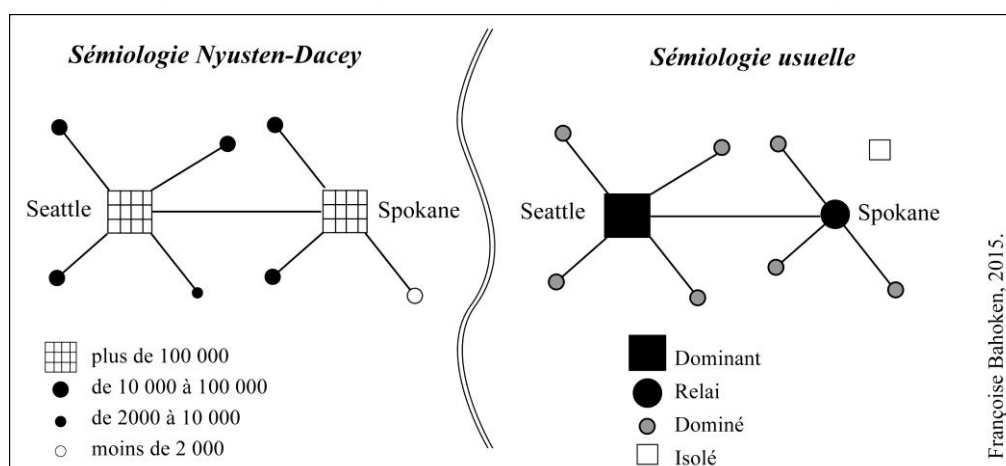 Sémiologie Nyusten-Dacey
Seattle
Spokane
plus de 100 000
de 10 000 à 100 000
de 2000 à 10 000
moins de 2 000
Sémiologie usuelle
Seattle
Spokane
Dominant
Relai
Dominé
Isolé
Françoise Bahoken, 2015.